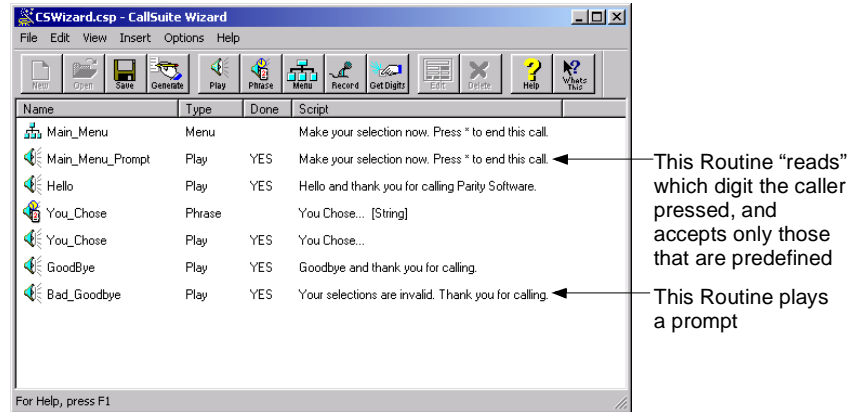 CSWizard.csp - CallSuite Wizard
File Edit View Insert Options Help
New Open Save Generate Play Phrase Menu Record Get Digits Edit Delete Help Whats This
Name Type Done Script
Main_Menu Menu Make your selection now. Press * to end this call.
Main_Menu_Prompt Play YES Make your selection now. Press * to end this call.
Hello Play YES Hello and thank you for calling Parity Software.
You_Chose Phrase You Chose... [String]
You_Chose Play YES You Chose...
GoodBye Play YES Goodbye and thank you for calling.
Bad_Goodbye Play YES Your selections are invalid. Thank you for calling.
For Help, press F1
This Routine “reads”
which digit the caller
pressed, and
accepts only those
that are predefined
This Routine plays
a prompt